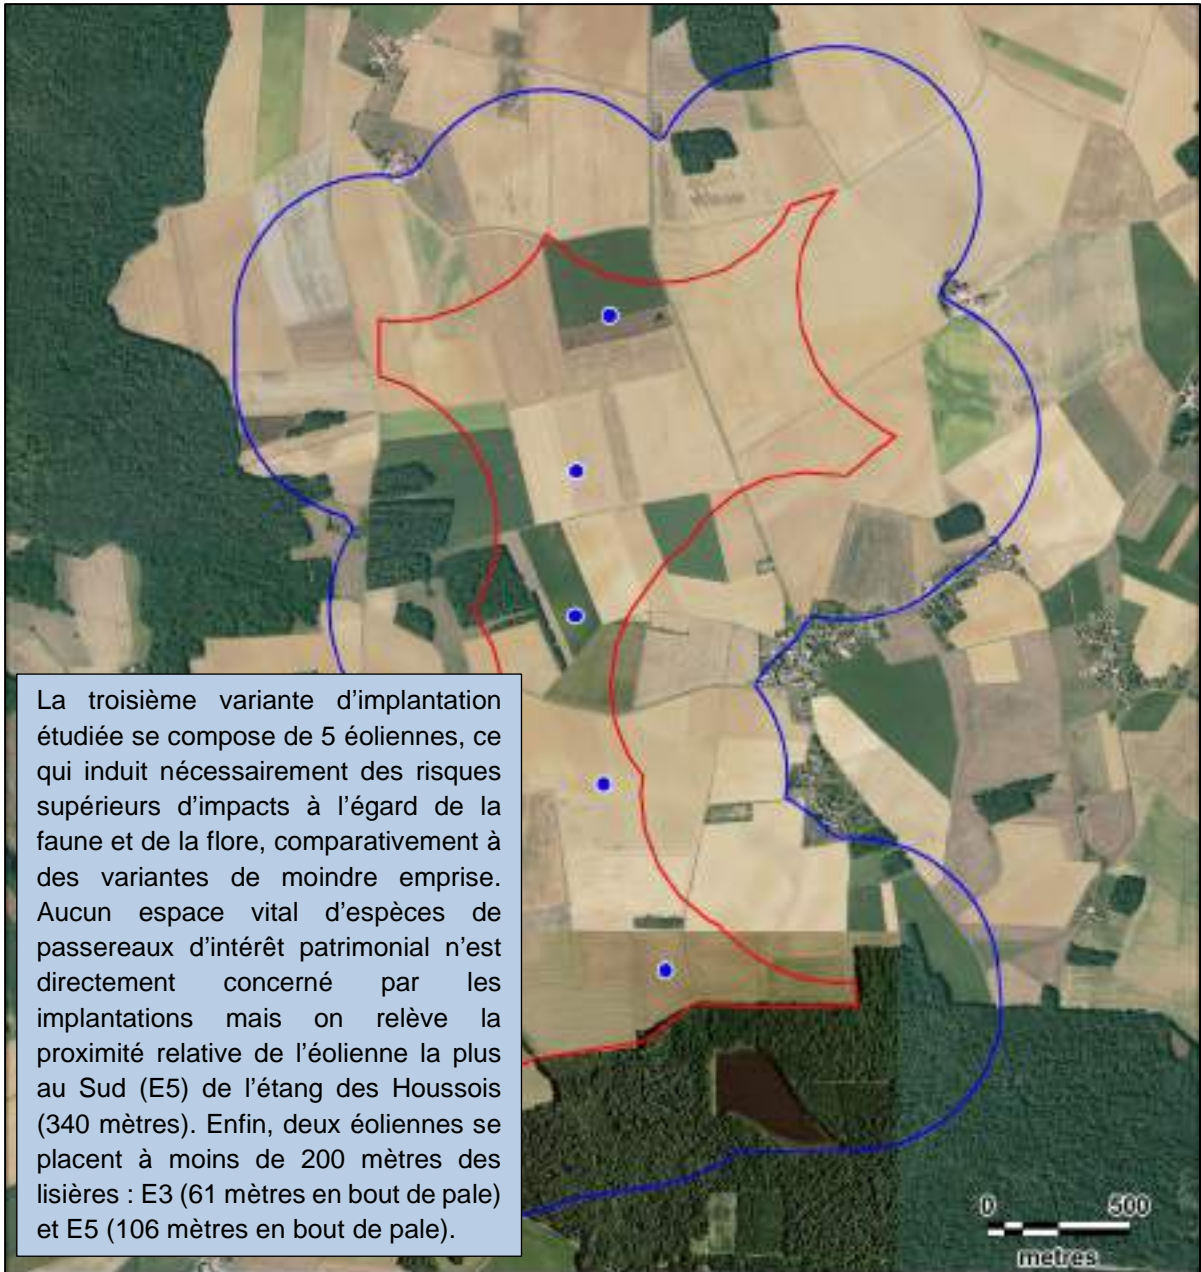 La troisième variante d'implantation
étudiée se compose de 5 éoliennes, ce
qui induit nécessairement des risques
supérieurs d'impacts à l'égard de la
faune et de la flore, comparativement à
des variantes de moindre emprise.
Aucun espace vital d'espèces de
passereaux d'intérêt patrimonial n'est
directement concerné par les
implantations mais on relève la
proximité relative de l'éolienne la plus
au Sud (E5) de l'étang des Houssois
(340 mètres). Enfin, deux éoliennes se
placent à moins de 200 mètres des
lisières : E3 (61 mètres en bout de pale)
et E5 (106 mètres en bout de pale).
0 500
metres